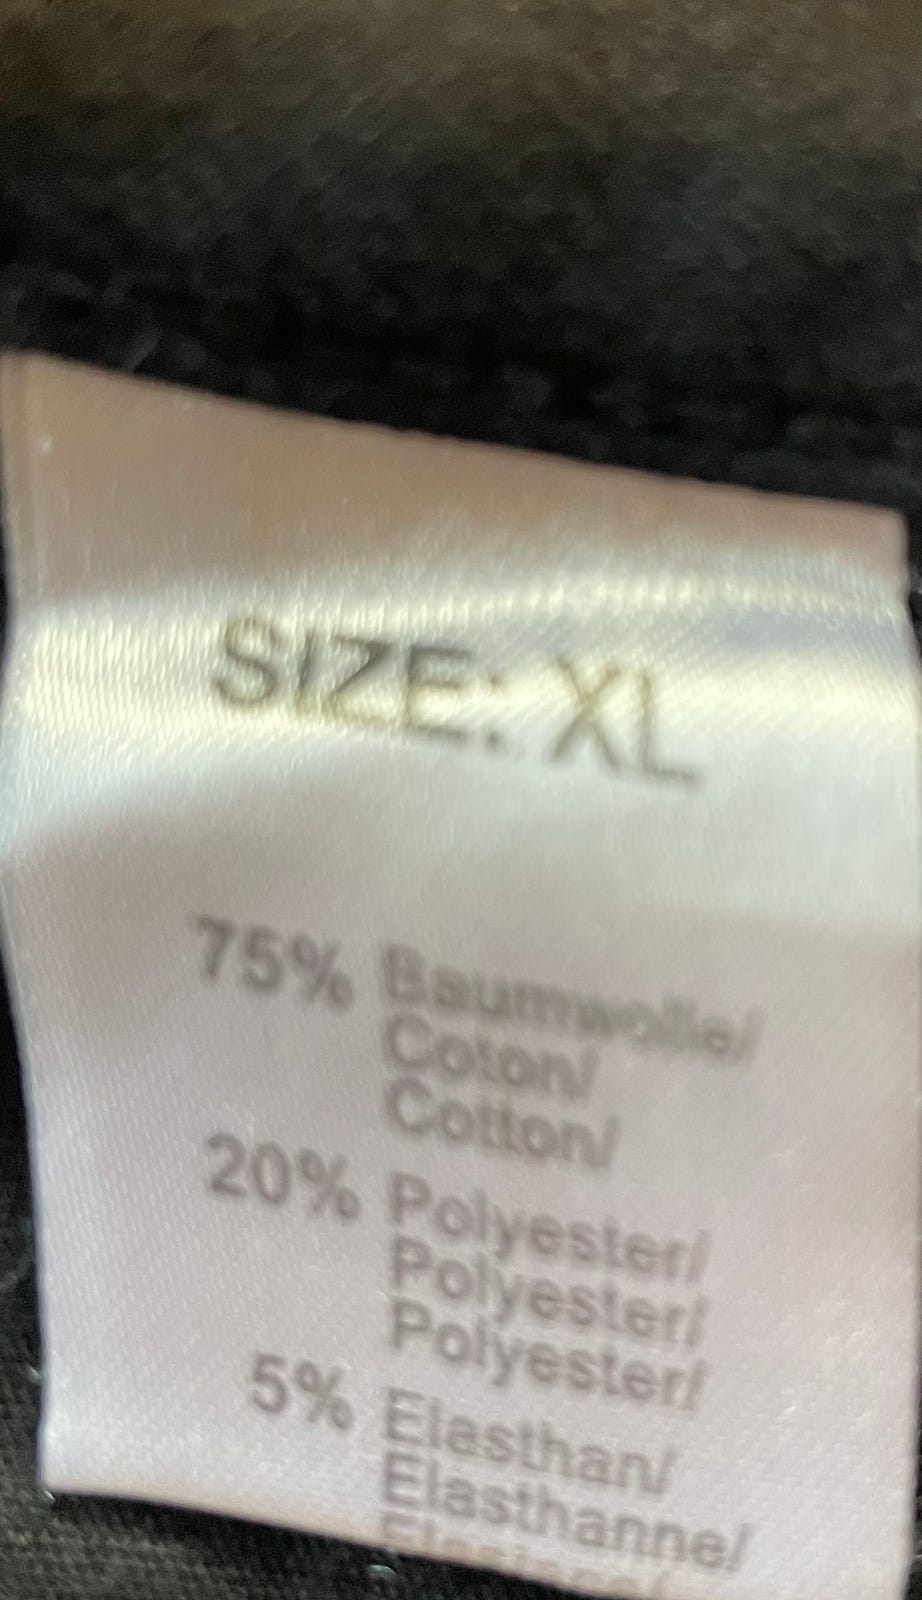 SIZE: XL
75% Baumwolle/
Coton/
Cotton/
20% Polyester/
Polyester/
Polyester/
5% Elasthan/
Elasthanne/